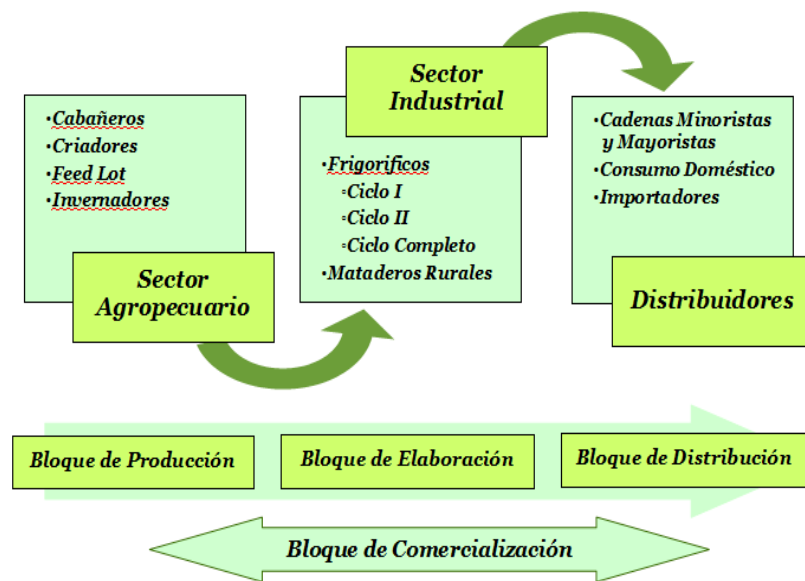 •Cabañeros
•Criadores
•Feed Lot
•Invernadores
Sector
Agropecuario
Sector
Industrial
•Frigorificos
▫Ciclo I
▫Ciclo II
▫Ciclo Completo
•Mataderos Rurales
•Cadenas Minoristas
y Mayoristas
•Consumo Doméstico
•Importadores
Distribuidores
Bloque de Producción
Bloque de Elaboración
Bloque de Distribución
Bloque de Comercialización